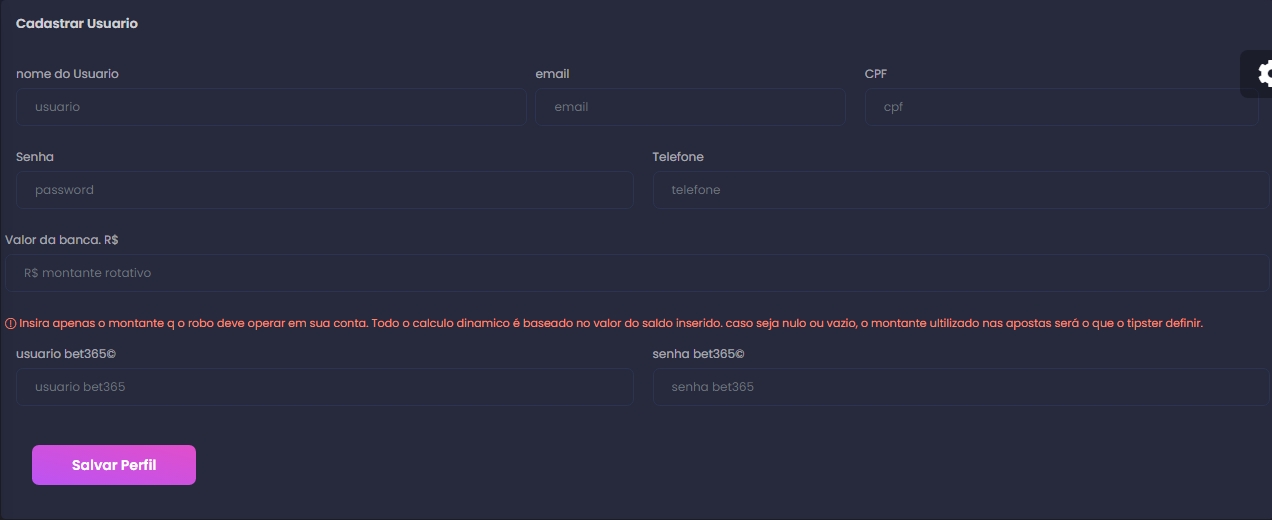 Cadastrar Usuario
nome do Usuario email CPF
usuario email cpf
Senha Telefone
password telefone
Valor da banca. R$
R$ montante rotativo
Insira apenas o montante q o robo deve operar em sua conta. Todo o calculo dinamico é baseado no valor do saldo inserido. caso seja nulo ou vazio, o montante ultilizado nas apostas será o que o tipster definir.
usuario bet365© senha bet365©
usuario bet365 senha bet365
Salvar Perfil